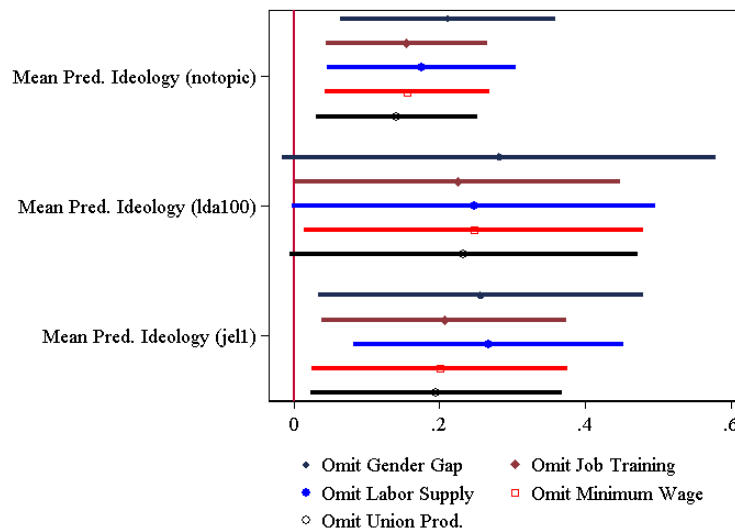 Mean Pred. Ideology (notopic)
Mean Pred. Ideology (lda100)
Mean Pred. Ideology (jel1)
0 .2 .4 .6
Omit Gender Gap Omit Job Training
Omit Labor Supply Omit Minimum Wage
Omit Union Prod.